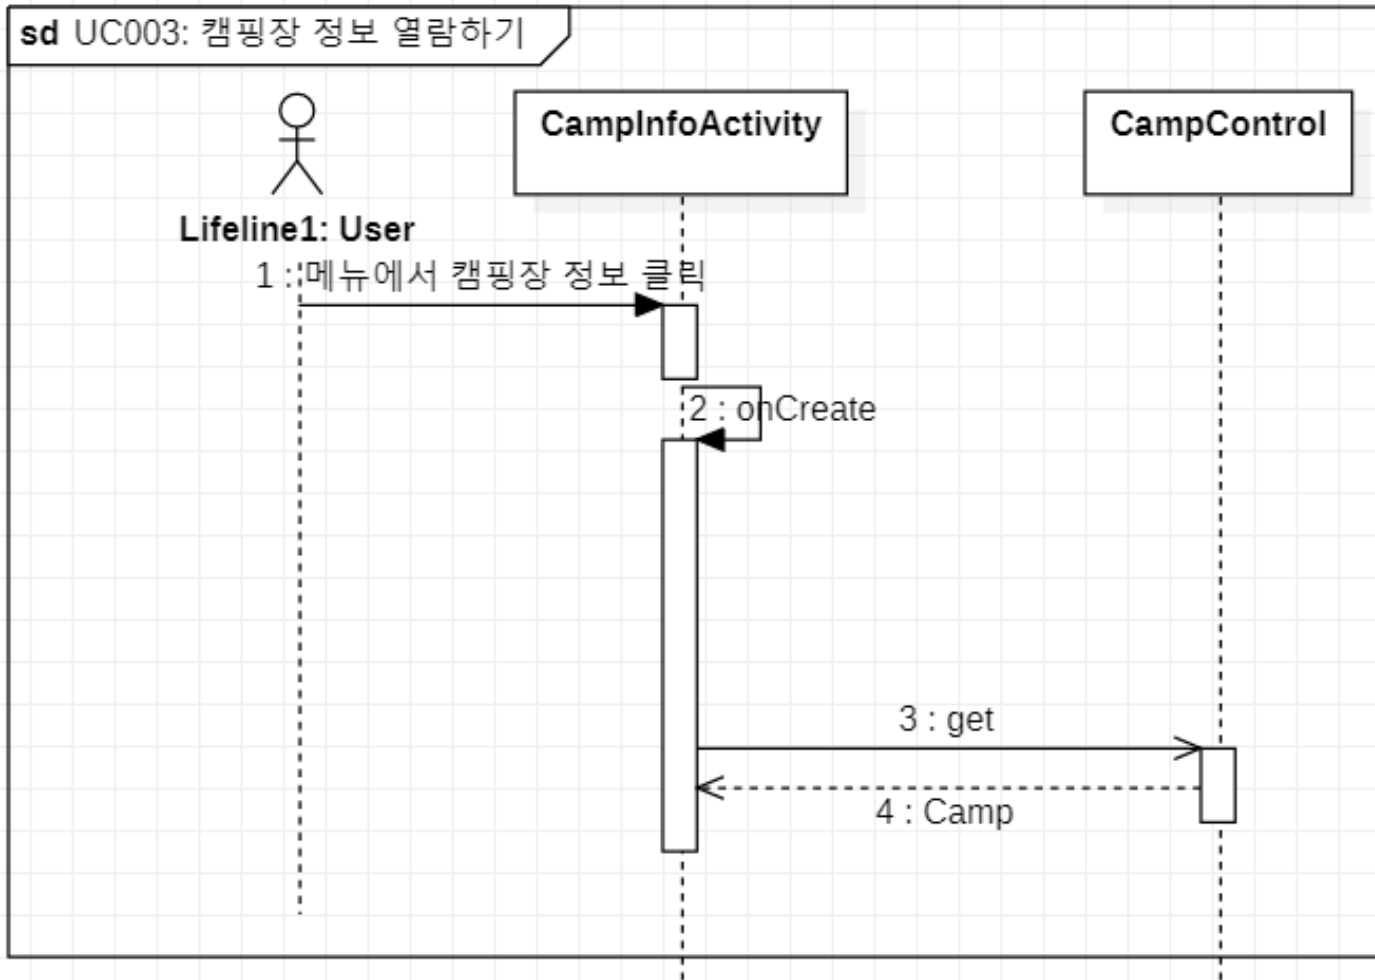 sd UC003: 캠핑장 정보 열람하기
CampInfoActivity
CampControl
Lifeline1: User
1 : 메뉴에서 캠핑장 정보 클릭
2 : onCreate
3 : get
4 : Camp